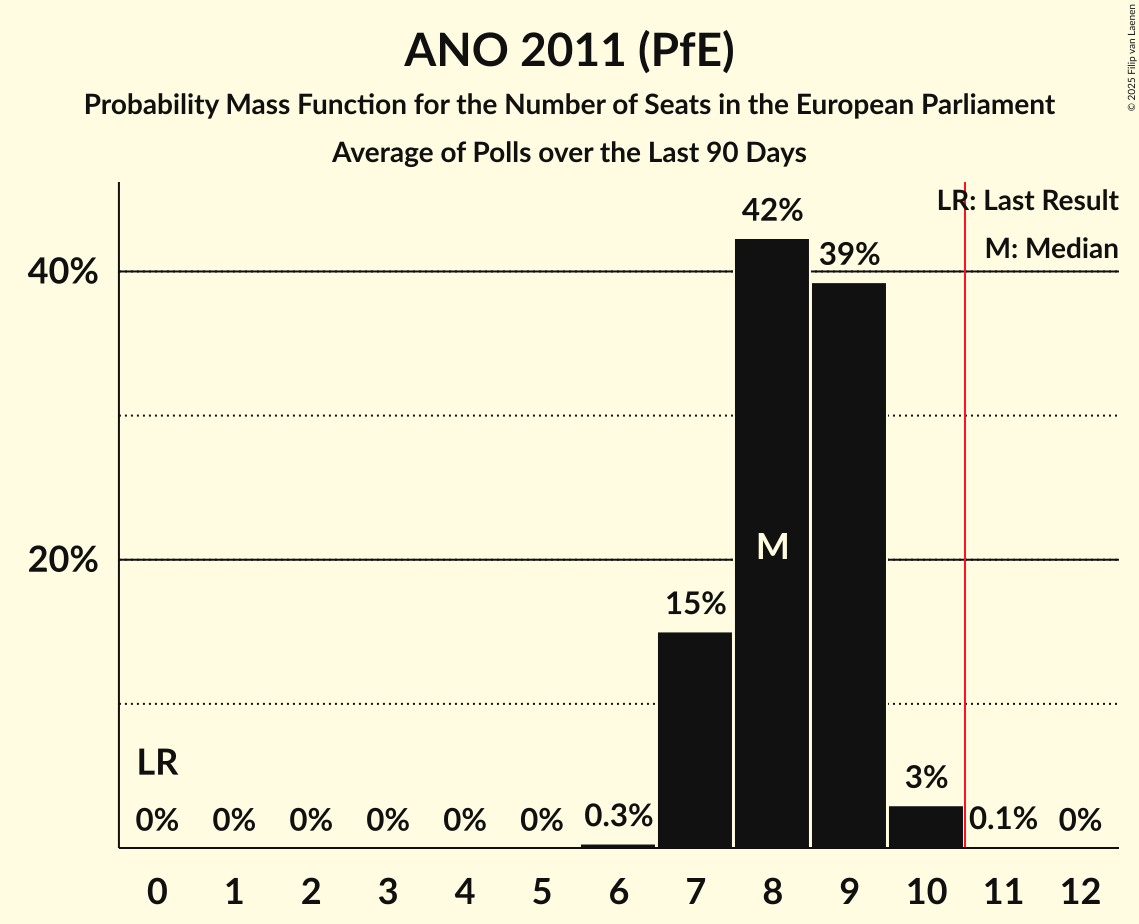 ANO 2011 (PfE)
Probability Mass Function for the Number of Seats in the European Parliament
Average of Polls over the Last 90 Days
© 2025 Filip van Laenen
LR: Last Result
M: Median
42%
39%
40%
M
20%
15%
LR
3%
0% 0% 0% 0% 0% 0% 0.3% 0.1% 0%
0 1 2 3 4 5 6 7 8 9 10 11 12